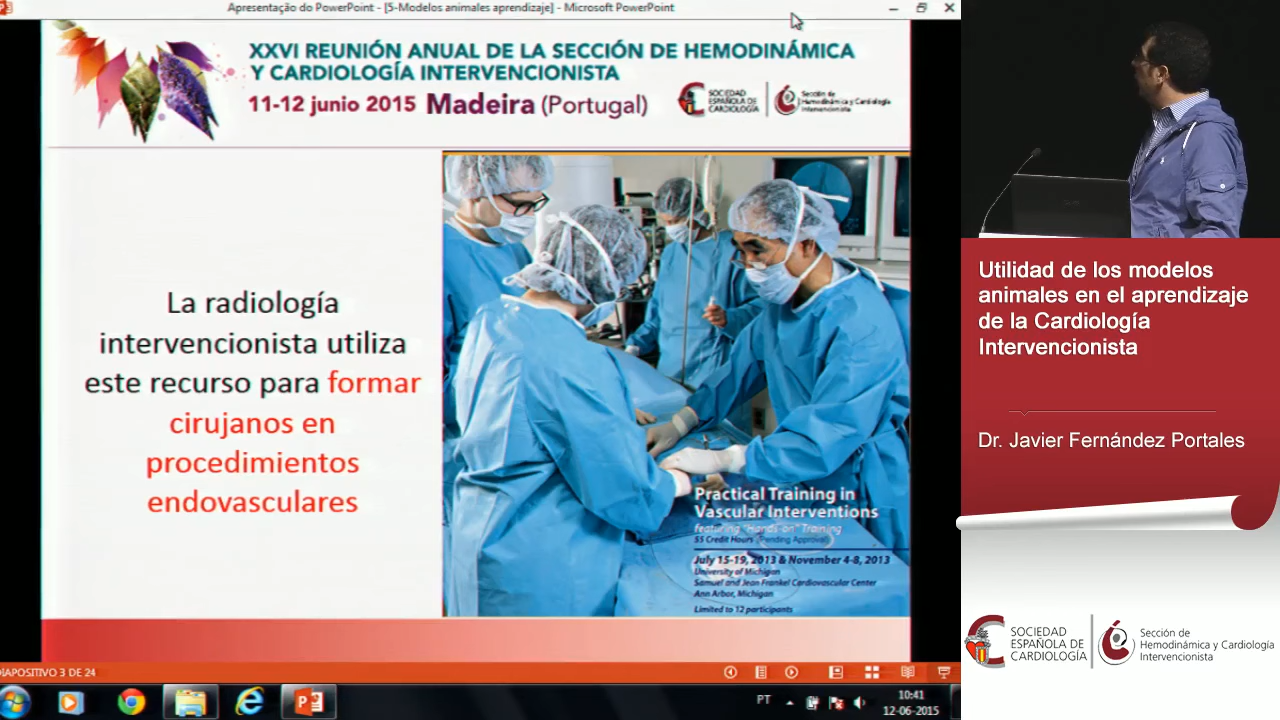 Apresentação do PowerPoint - [5-Modelos animales aprendizaje] - Microsoft PowerPoint
XXVI REUNIÓN ANUAL DE LA SECCIÓN DE HEMODINÁMICA
Y CARDIOLOGÍA INTERVENCIONISTA
11-12 junio 2015 Madeira (Portugal)
SOCIEDAD
ESPAÑOLA DE
CARDIOLOGÍA
Sección de
Hemodinámica y Cardiología
Intervencionista
La radiología
intervencionista utiliza
este recurso para formar
cirujanos en
procedimientos
endovasculares
Practical Training in
Vascular Interventions
featuring "Hands-on" Training
55 Credit Hours (Pending Approval)
July 15-19, 2013 & November 4-8, 2013
University of Michigan
Samuel and Jean Frankel Cardiovascular Center
Ann Arbor, Michigan
Limited to 12 participants
DIAPOSITIVO 3 DE 24
PT
10:41
12-06-2015
Utilidad de los modelos
animales en el aprendizaje
de la Cardiología
Intervencionista
Dr. Javier Fernández Portales
SOCIEDAD
ESPAÑOLA DE
CARDIOLOGÍA
Sección de
Hemodinámica y Cardiología
Intervencionista